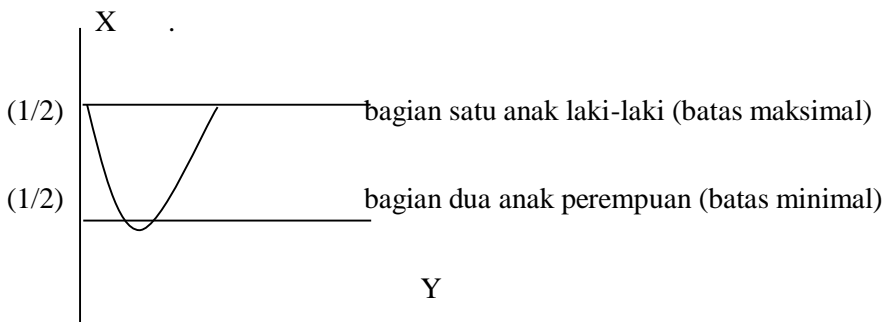 X .
(1/2) bagian satu anak laki-laki (batas maksimal)
(1/2) bagian dua anak perempuan (batas minimal)
Y